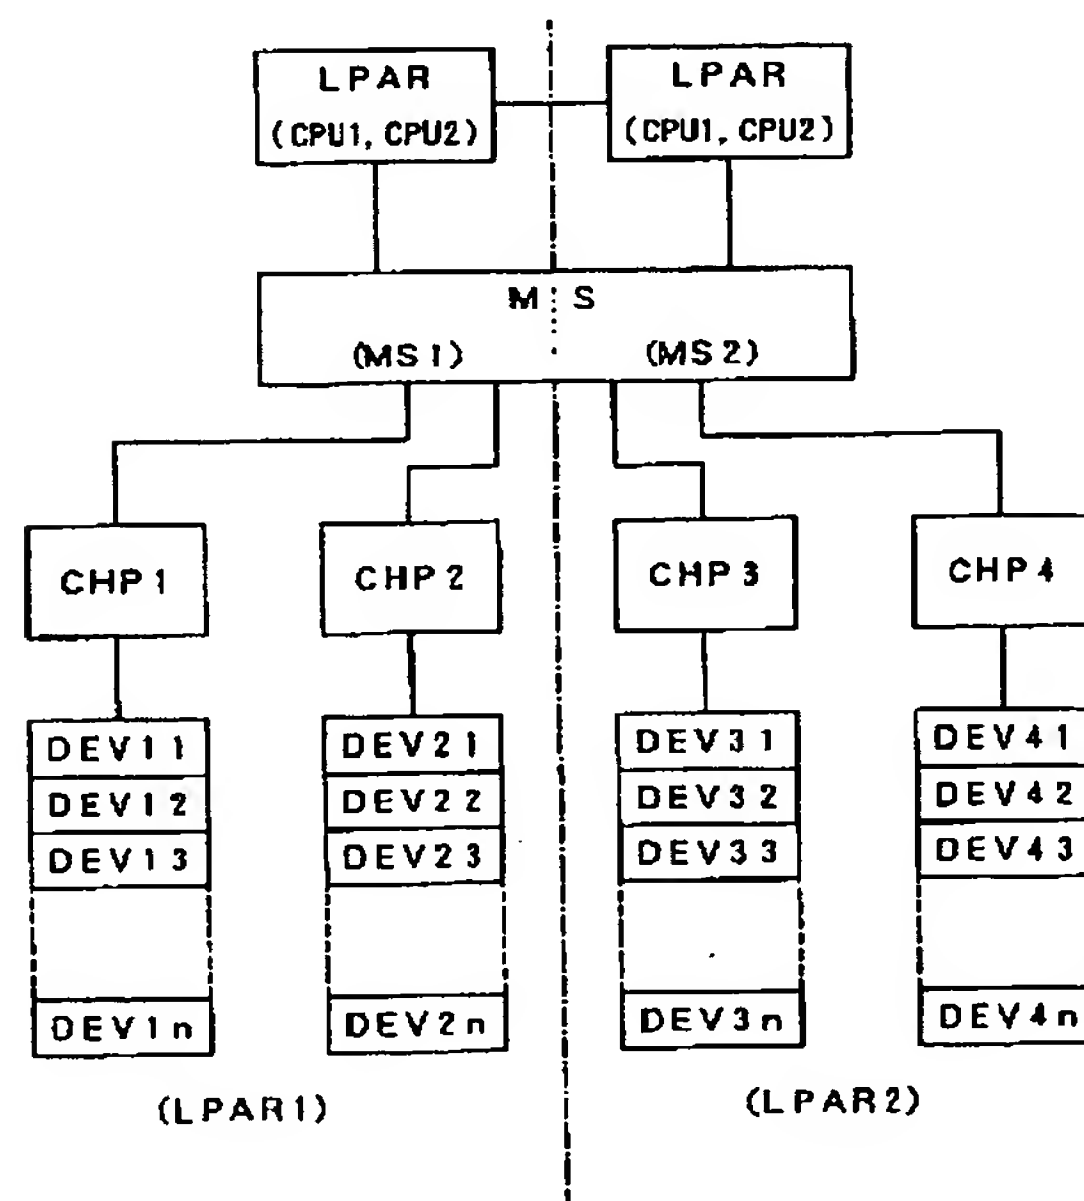 LPAR
(CPU1, CPU2)
LPAR
(CPU1, CPU2)
MS
(MS1)
(MS2)
CHP1
CHP2
CHP3
CHP4
DEV11
DEV12
DEV13
DEV1n
DEV21
DEV22
DEV23
DEV2n
DEV31
DEV32
DEV33
DEV3n
DEV41
DEV42
DEV43
DEV4n
(LPAR1)
(LPAR2)